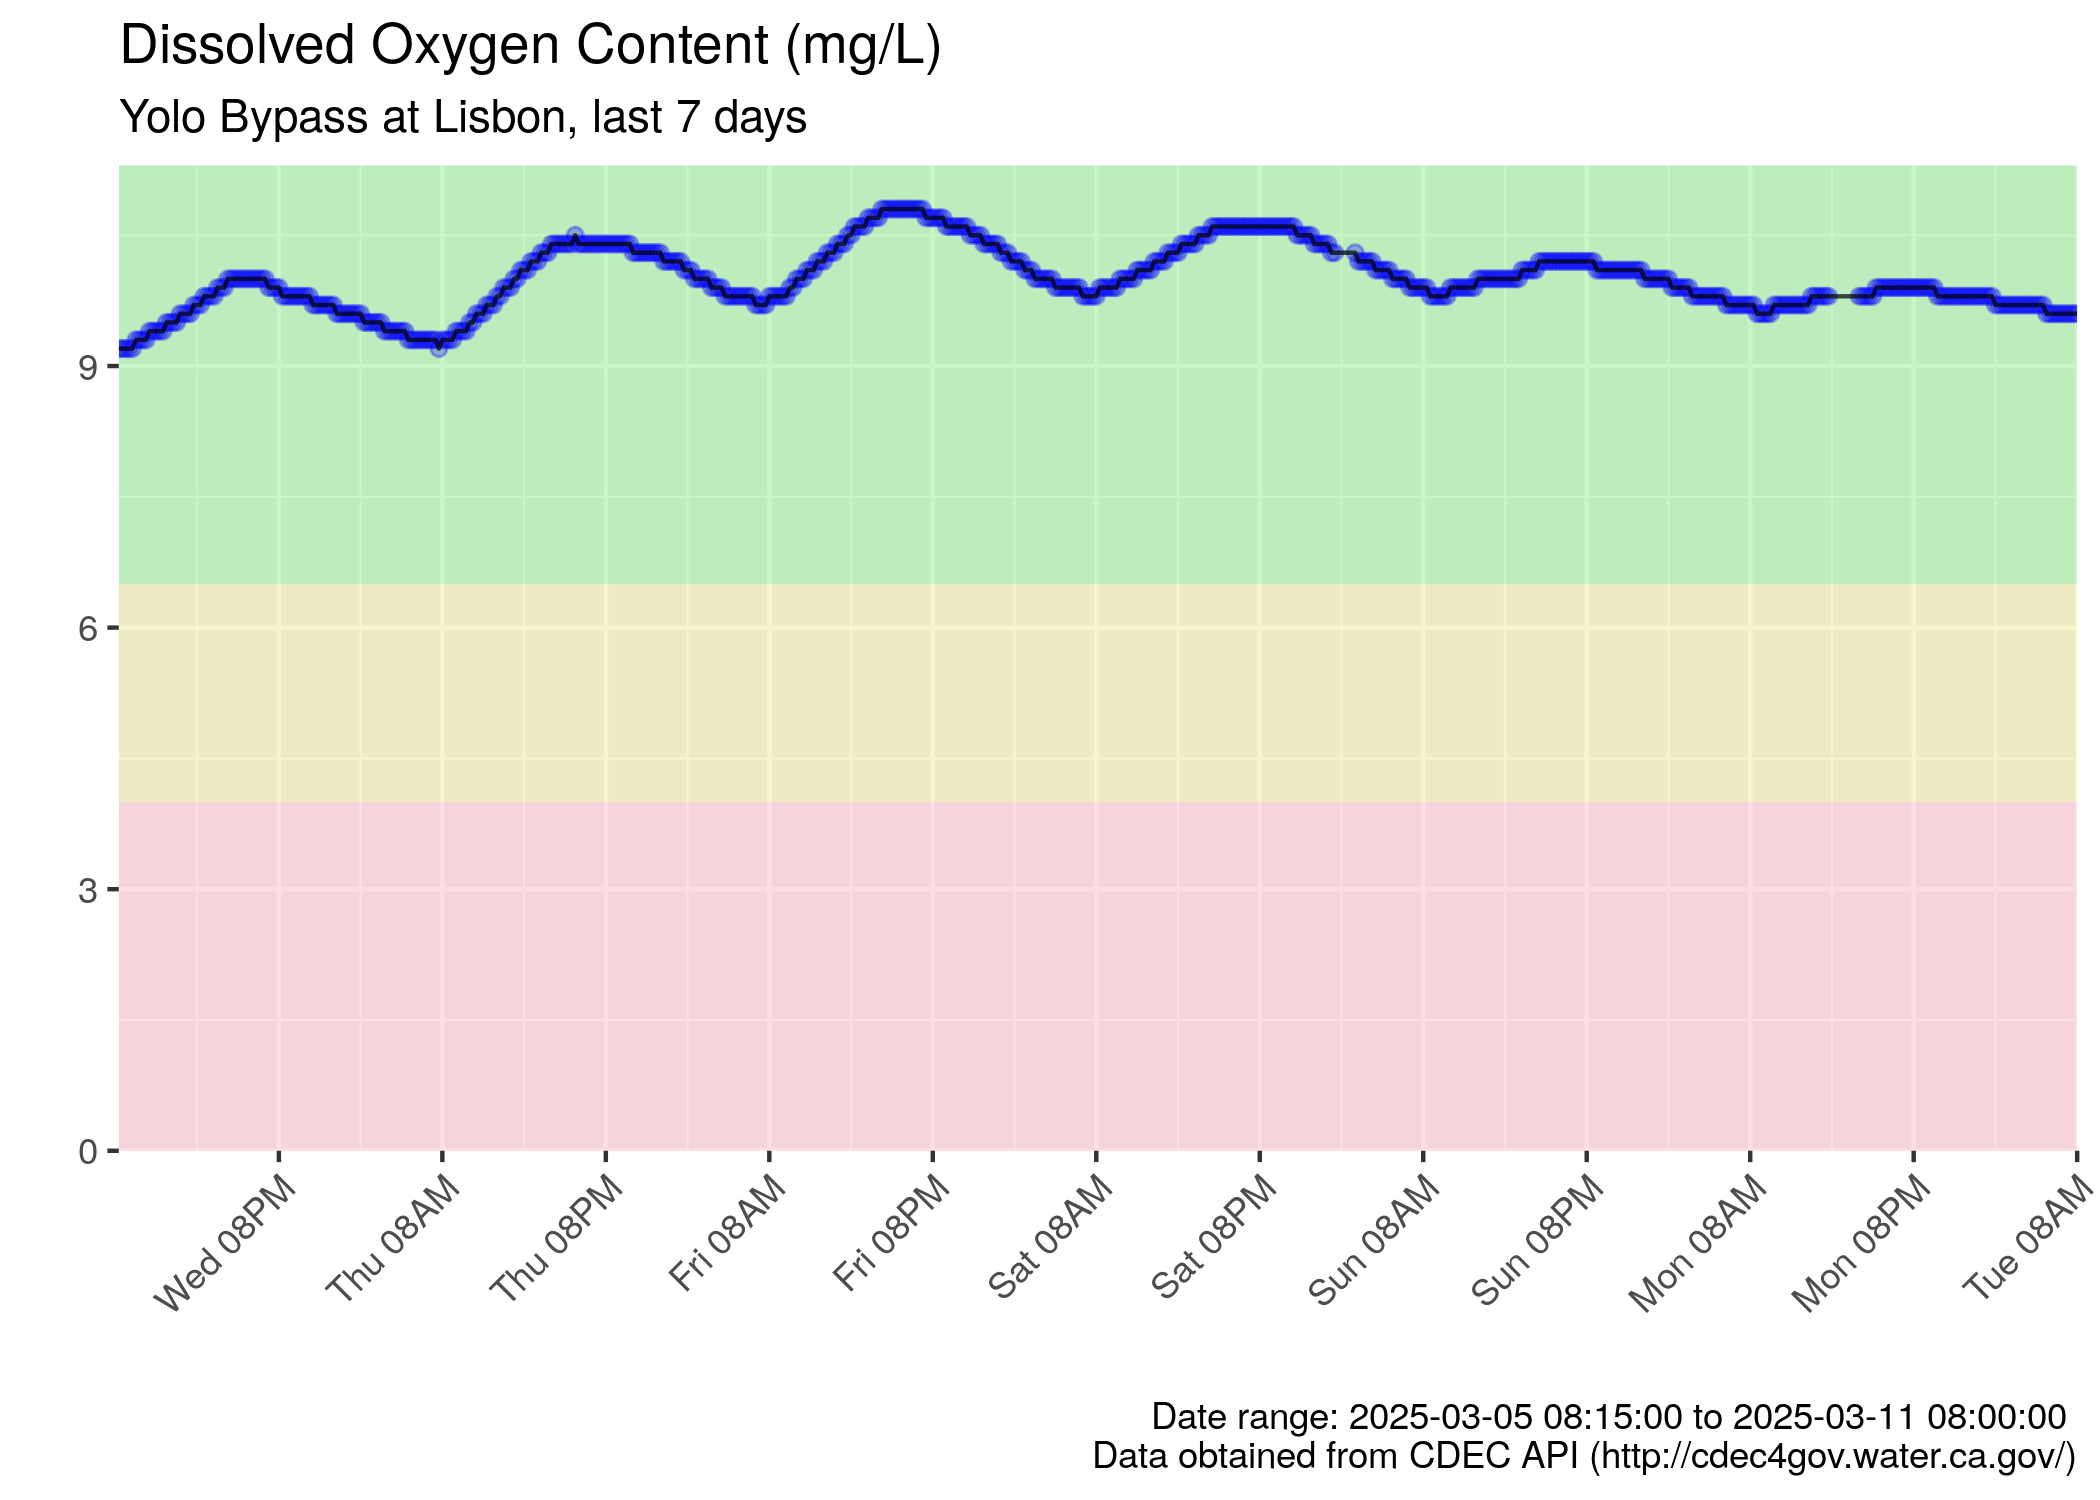 Dissolved Oxygen Content (mg/L)
Yolo Bypass at Lisbon, last 7 days
9
6
3
0
Wed 08PM
Thu 08AM
Thu 08PM
Fri 08AM
Fri 08PM
Sat 08AM
Sat 08PM
Sun 08AM
Sun 08PM
Mon 08AM
Mon 08PM
Tue 08AM
Date range: 2025-03-05 08:15:00 to 2025-03-11 08:00:00
Data obtained from CDEC API (http://cdec4gov.water.ca.gov/)